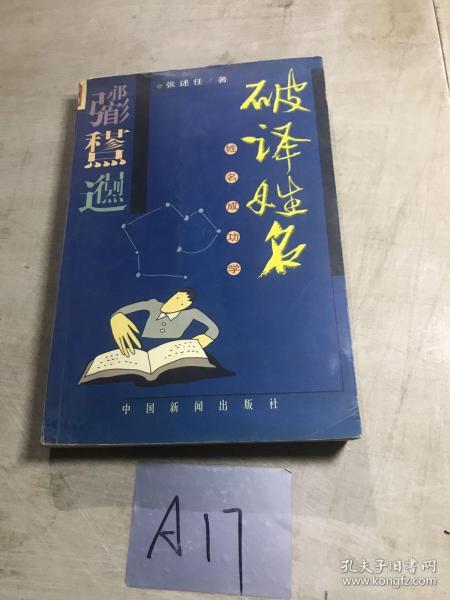 张述任/著
破译姓名
姓名成功学
中国新闻出版社
A17
孔夫子旧书网
www.kongfz.com